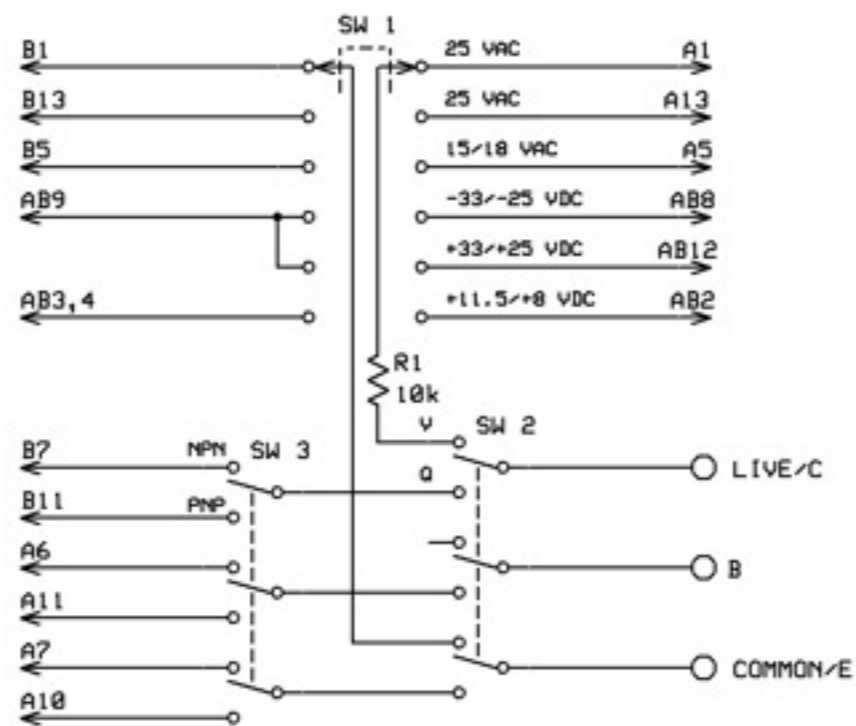 SW 1
B1 25 VAC A1
B13 25 VAC A13
B5 15/18 VAC A5
AB9 -33/-25 VDC AB8
+33/+25 VDC AB12
AB3,4 +11.5/+8 VDC AB2
R1
10k
V SW 2
B7 NPN SW 3 LIVE/C
Q
B11 PNP
A6 B
A11
A7 COMMON/E
A10